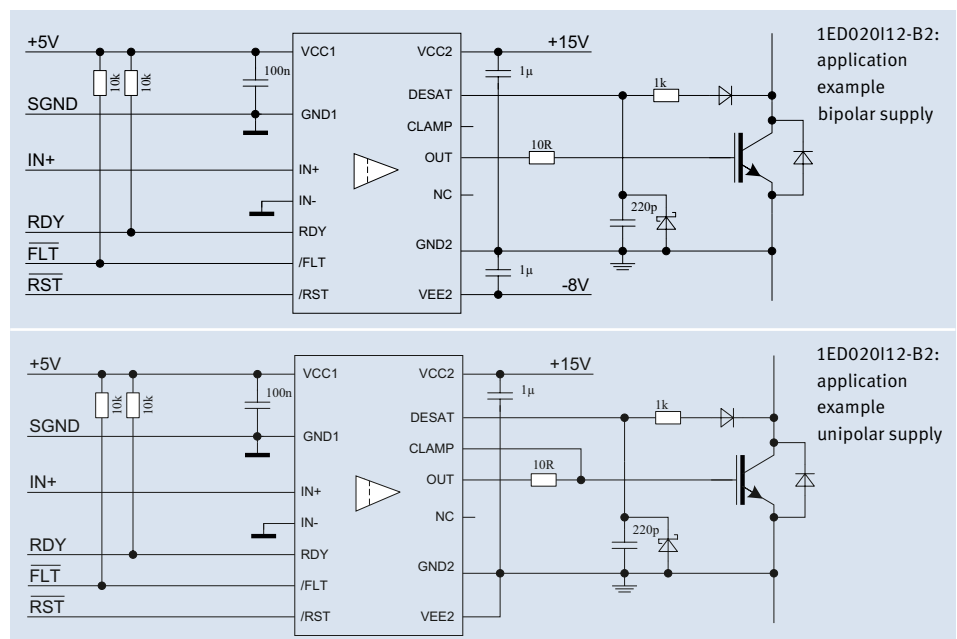 +5V
10k
10k
100n
SGND
IN+
RDY
FLT
RST
VCC1
GND1
IN+
IN-
RDY
/FLT
/RST
VCC2
DESAT
CLAMP
OUT
NC
GND2
VEE2
+15V
1µ
1k
10R
220p
1µ
-8V
1ED020I12-B2:
application
example
bipolar supply
+5V
10k
10k
100n
SGND
IN+
RDY
FLT
RST
VCC1
GND1
IN+
IN-
RDY
/FLT
/RST
VCC2
DESAT
CLAMP
OUT
NC
GND2
VEE2
+15V
1µ
1k
10R
220p
1ED020I12-B2:
application
example
unipolar supply